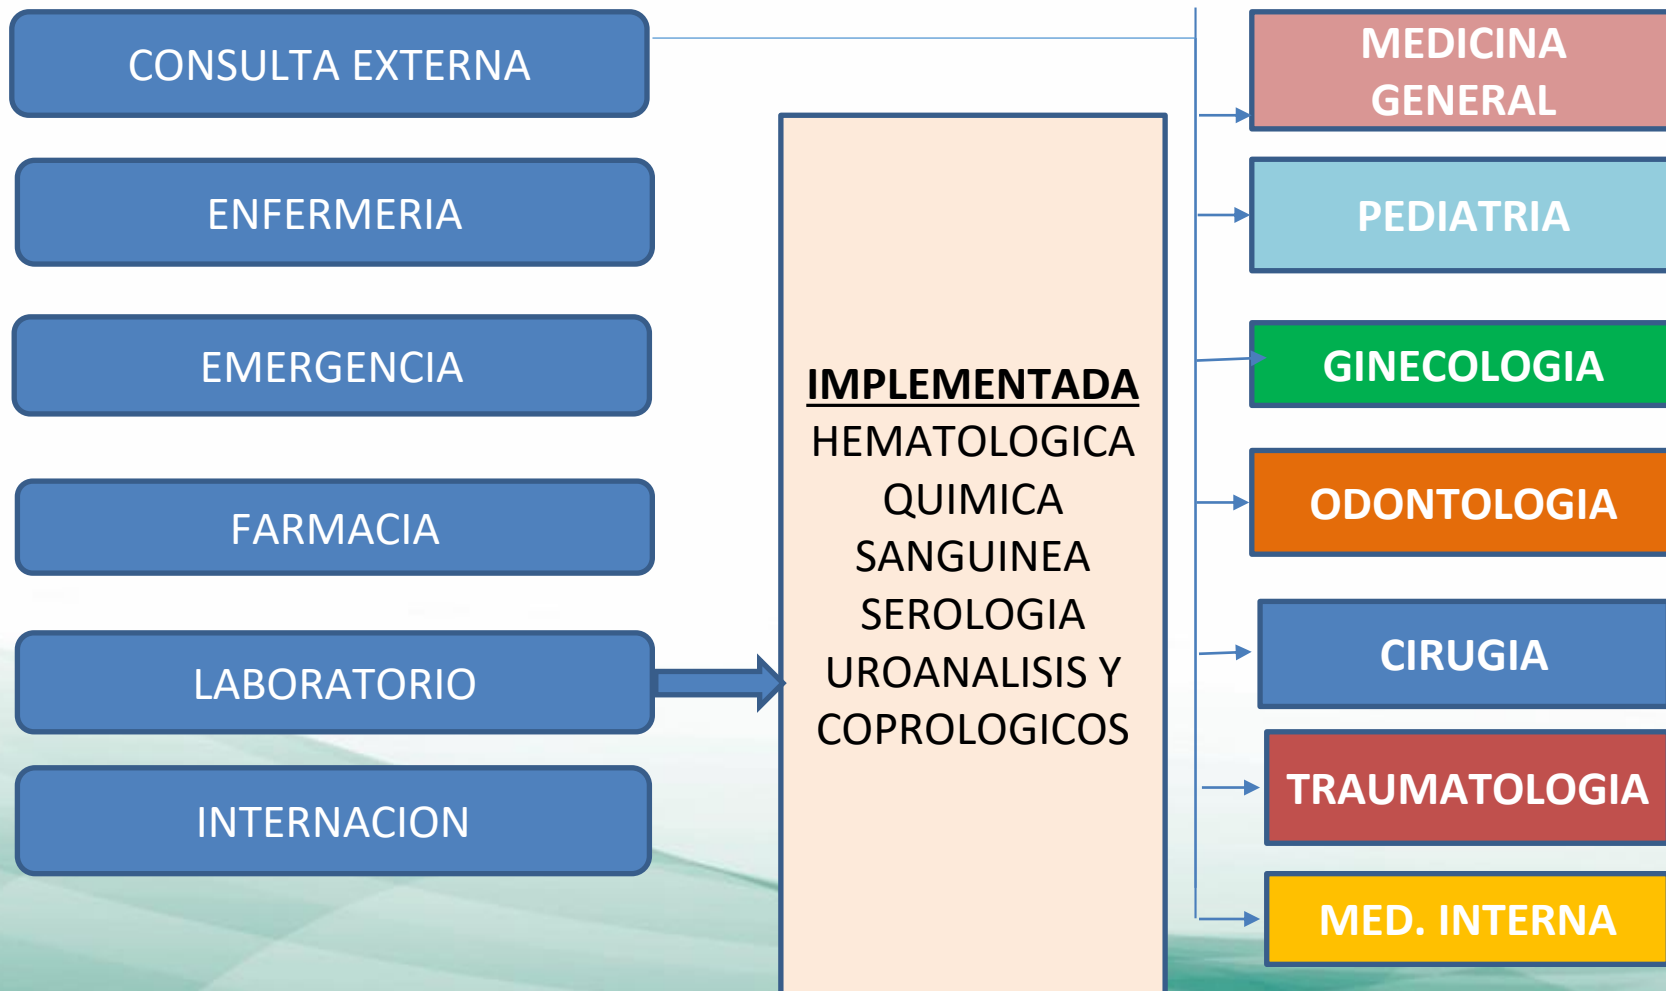 CONSULTA EXTERNA
ENFERMERIA
EMERGENCIA
FARMACIA
LABORATORIO
INTERNACION
IMPLEMENTADA
HEMATOLOGICA
QUIMICA
SANGUINEA
SEROLOGIA
UROANALISIS Y
COPROLOGICOS
MEDICINA
GENERAL
PEDIATRIA
GINECOLOGIA
ODONTOLOGIA
CIRUGIA
TRAUMATOLOGIA
MED. INTERNA